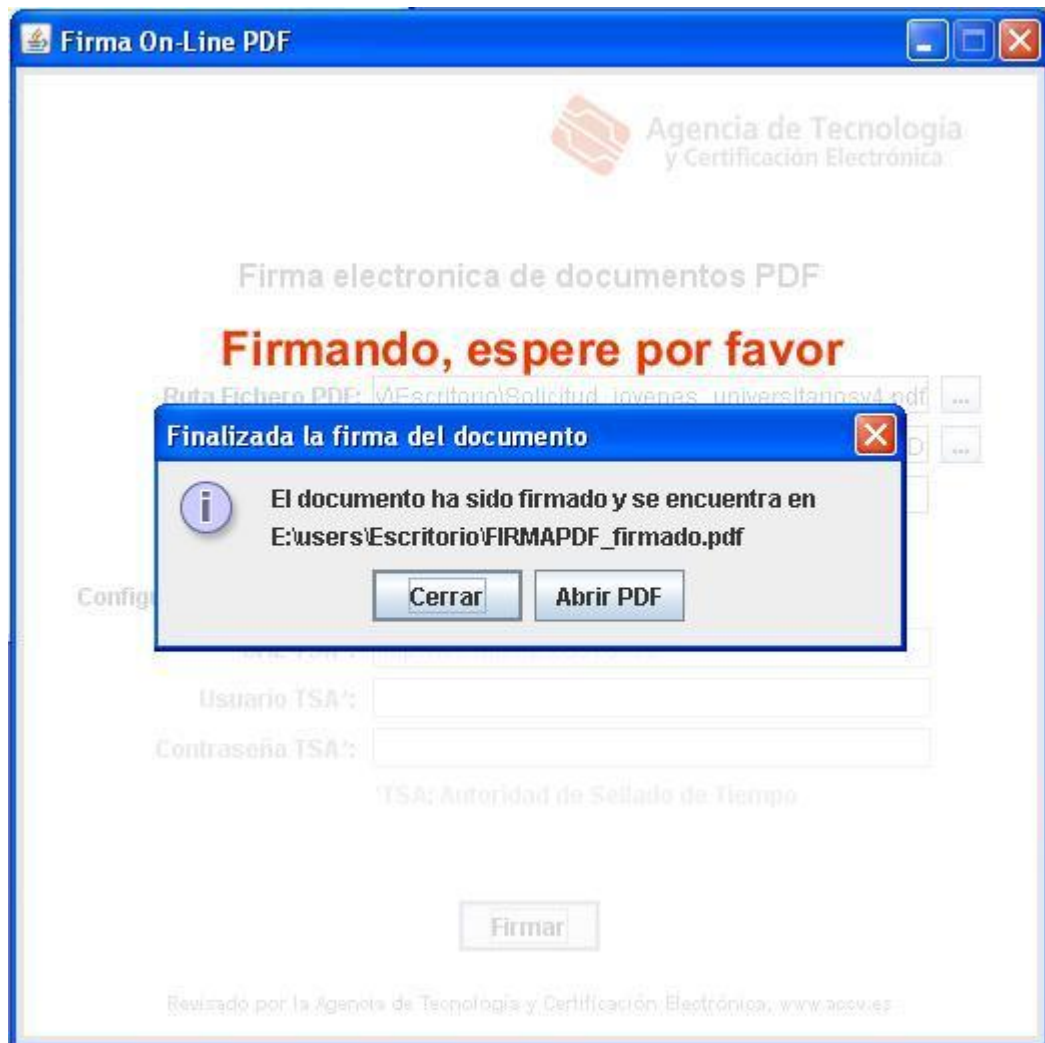 Firma On-Line PDF
Agencia de Tecnología
y Certificación Electrónica
Firma electronica de documentos PDF
Firmando, espere por favor
Ruta Fichero PDF: \Escritorio\Solicitud_jovenes_universitariosv4.pdf ...
Finalizada la firma del documento
...
i
El documento ha sido firmado y se encuentra en
E:\users\Escritorio\FIRMAPDF_firmado.pdf
Cerrar
Abrir PDF
Usuario TSA*:
Contraseña TSA*:
*TSA: Autoridad de Sellado de Tiempo
Firmar
Revisado por la Agencia de Tecnología y Certificación Electrónica, www.accv.es